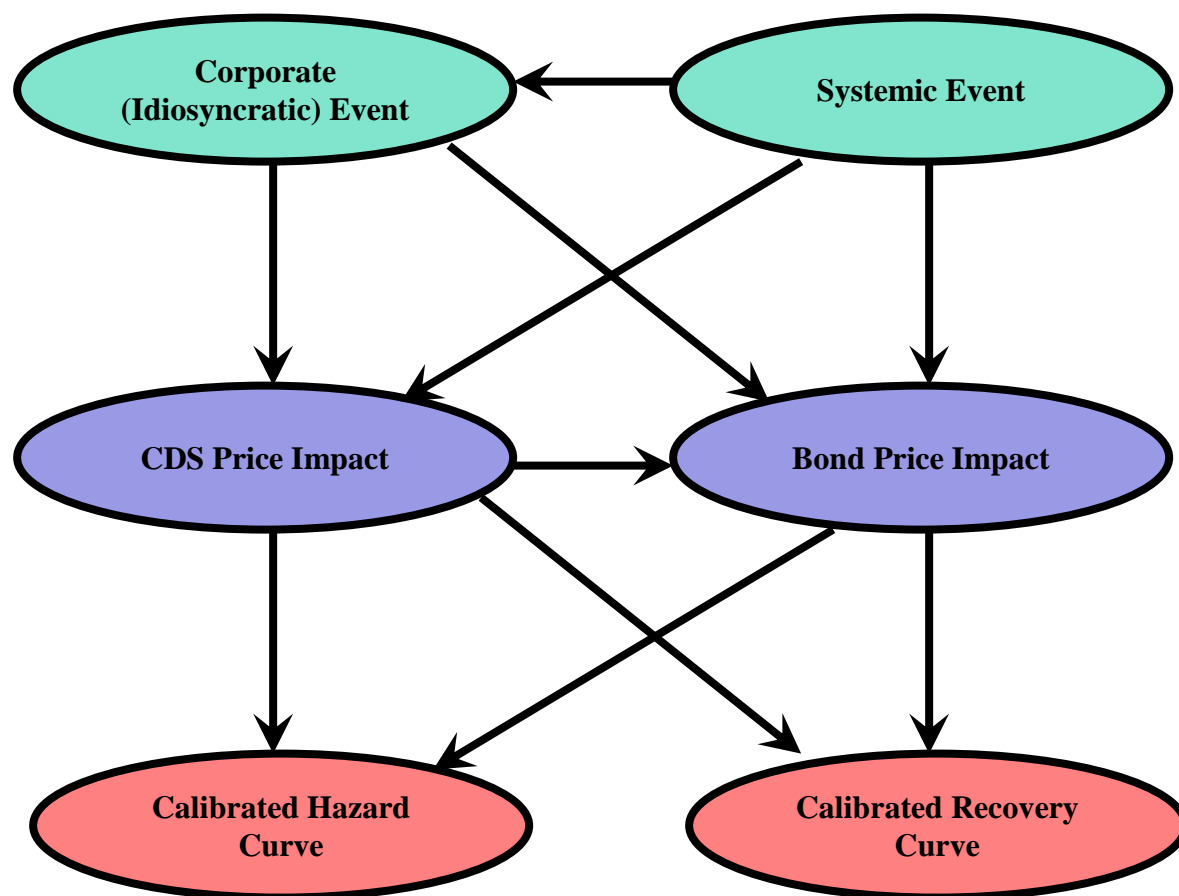 Corporate
(Idiosyncratic) Event
Systemic Event
CDS Price Impact
Bond Price Impact
Calibrated Hazard
Curve
Calibrated Recovery
Curve